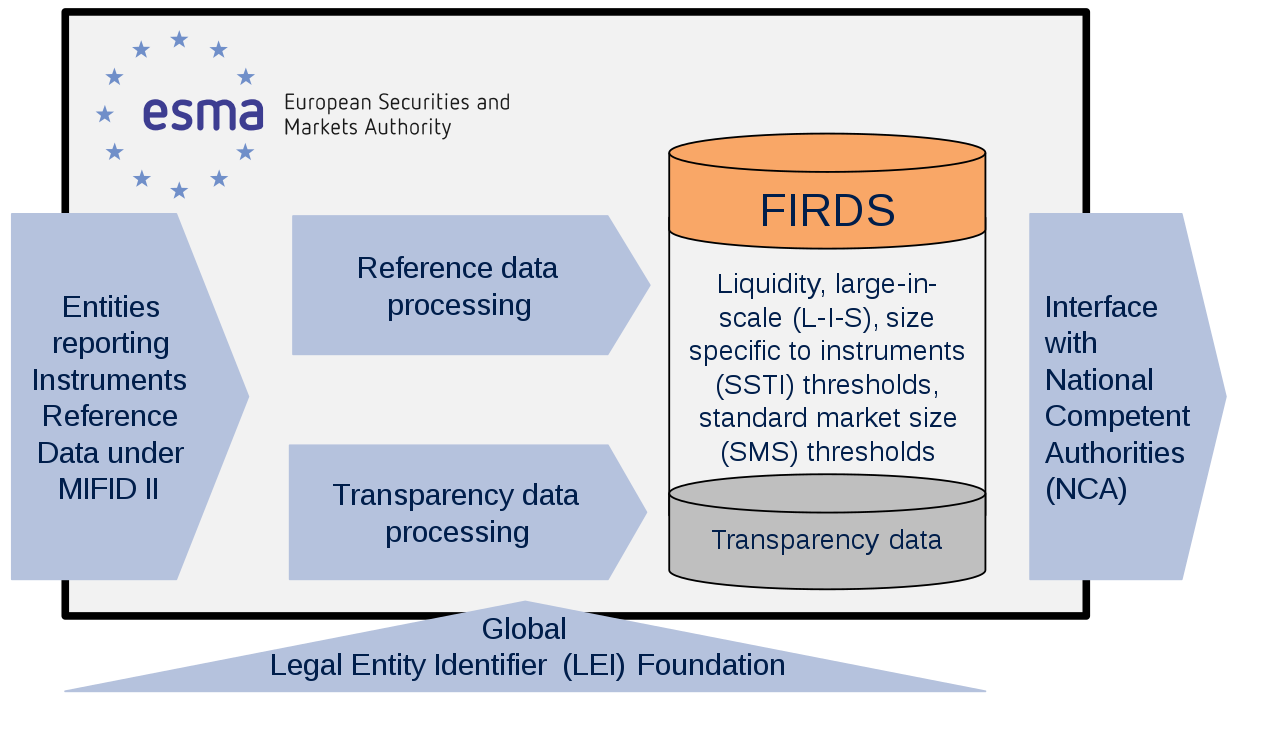 esma
European Securities and
Markets Authority
Entities
reporting
Instruments
Reference
Data under
MIFID II
Reference data
processing
Transparency data
processing
FIRDS
Liquidity, large-in-
scale (L-I-S), size
specific to instruments
(SSTI) thresholds,
standard market size
(SMS) thresholds
Transparency data
Interface
with
National
Competent
Authorities
(NCA)
Global
Legal Entity Identifier (LEI) Foundation